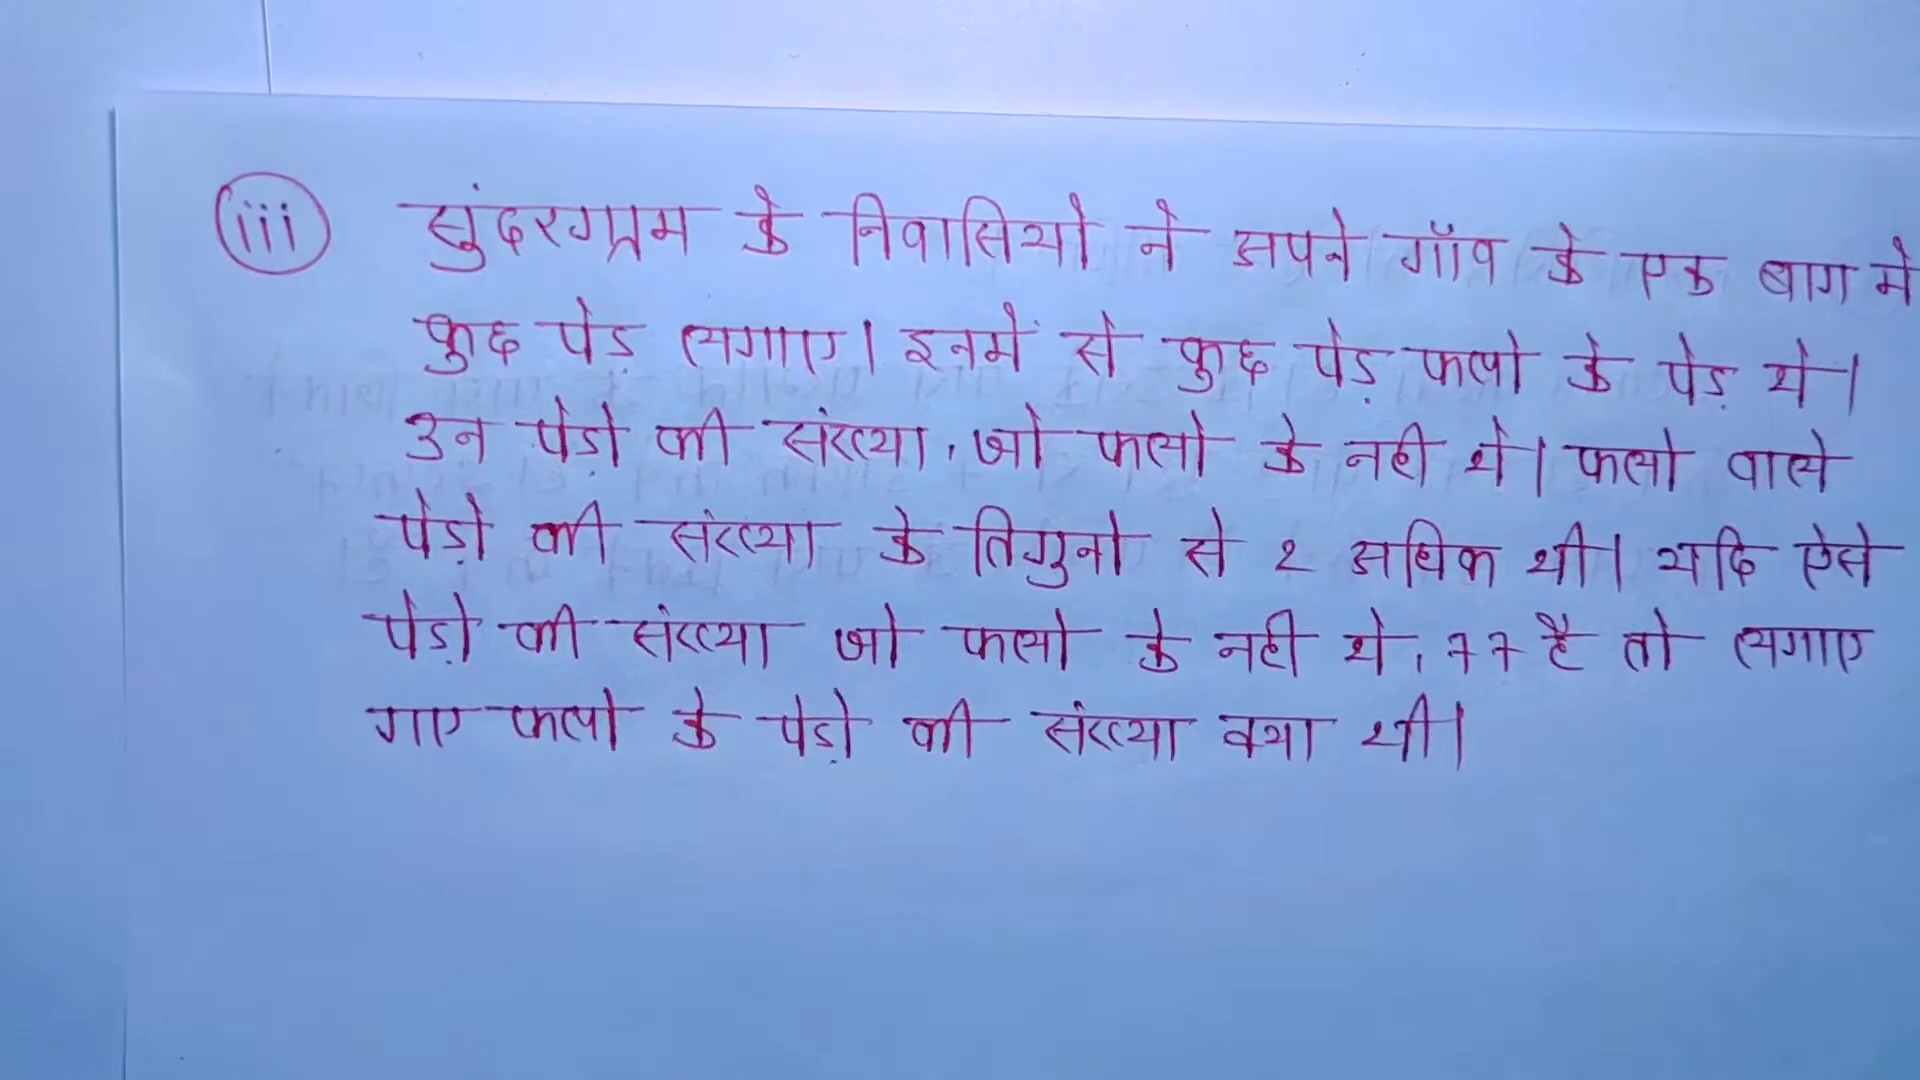 iii सुंदरग्राम के निवासियो ने अपने गॉव के एक बाग मे
कुछ पेड़ लगाए। इनमें से कुछ पेड़ फलो के पेड़ थे।
उन पेड़ो की संख्या, जो फलो के नही थे। फलो वाले
पेड़ो की संख्या के तिगुनो से 2 अधिक थी। यदि ऐसे
पेड़ो की संख्या जो फलो के नही थे, 77 है तो लगाए
गए फलो के पेड़ो की संख्या क्या थी।